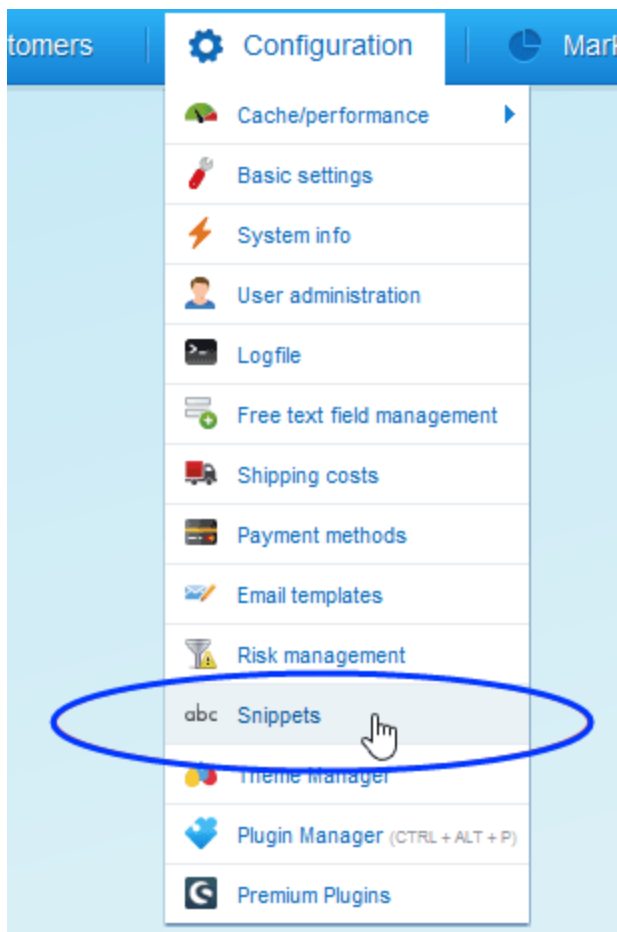 tomers
Configuration
Mark
Cache/performance
Basic settings
System info
User administration
Logfile
Free text field management
Shipping costs
Payment methods
Email templates
Risk management
abc Snippets
Theme Manager
Plugin Manager (CTRL + ALT + P)
Premium Plugins